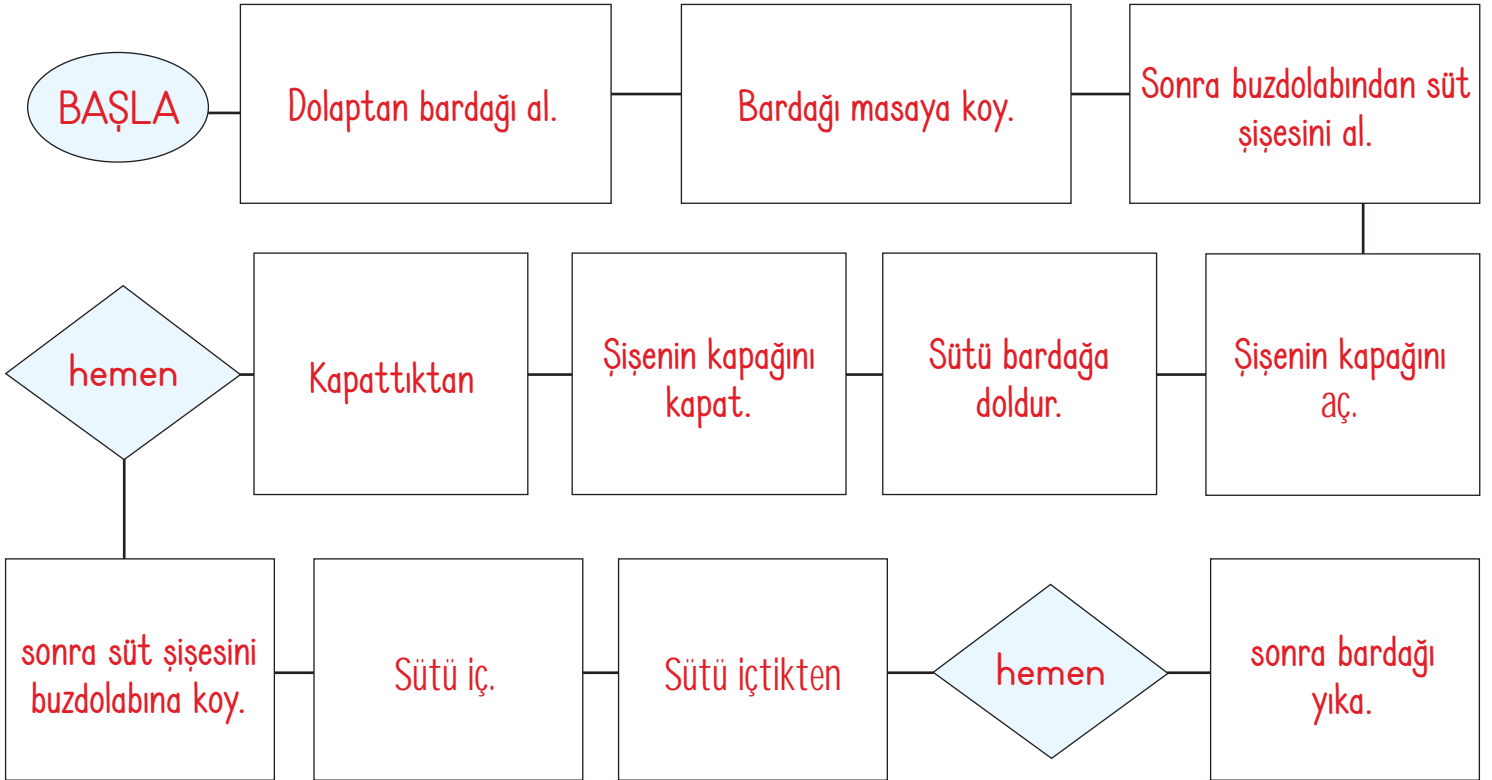 BAŞLA
Dolaptan bardağı al.
Bardağı masaya koy.
Sonra buzdolabından süt
şişesini al.
Şişenin kapağını
aç.
Sütü bardağa
doldur.
Şişenin kapağını
kapat.
Kapattıktan
hemen
sonra süt şişesini
buzdolabına koy.
Sütü iç.
Sütü içtikten
hemen
sonra bardağı
yıka.